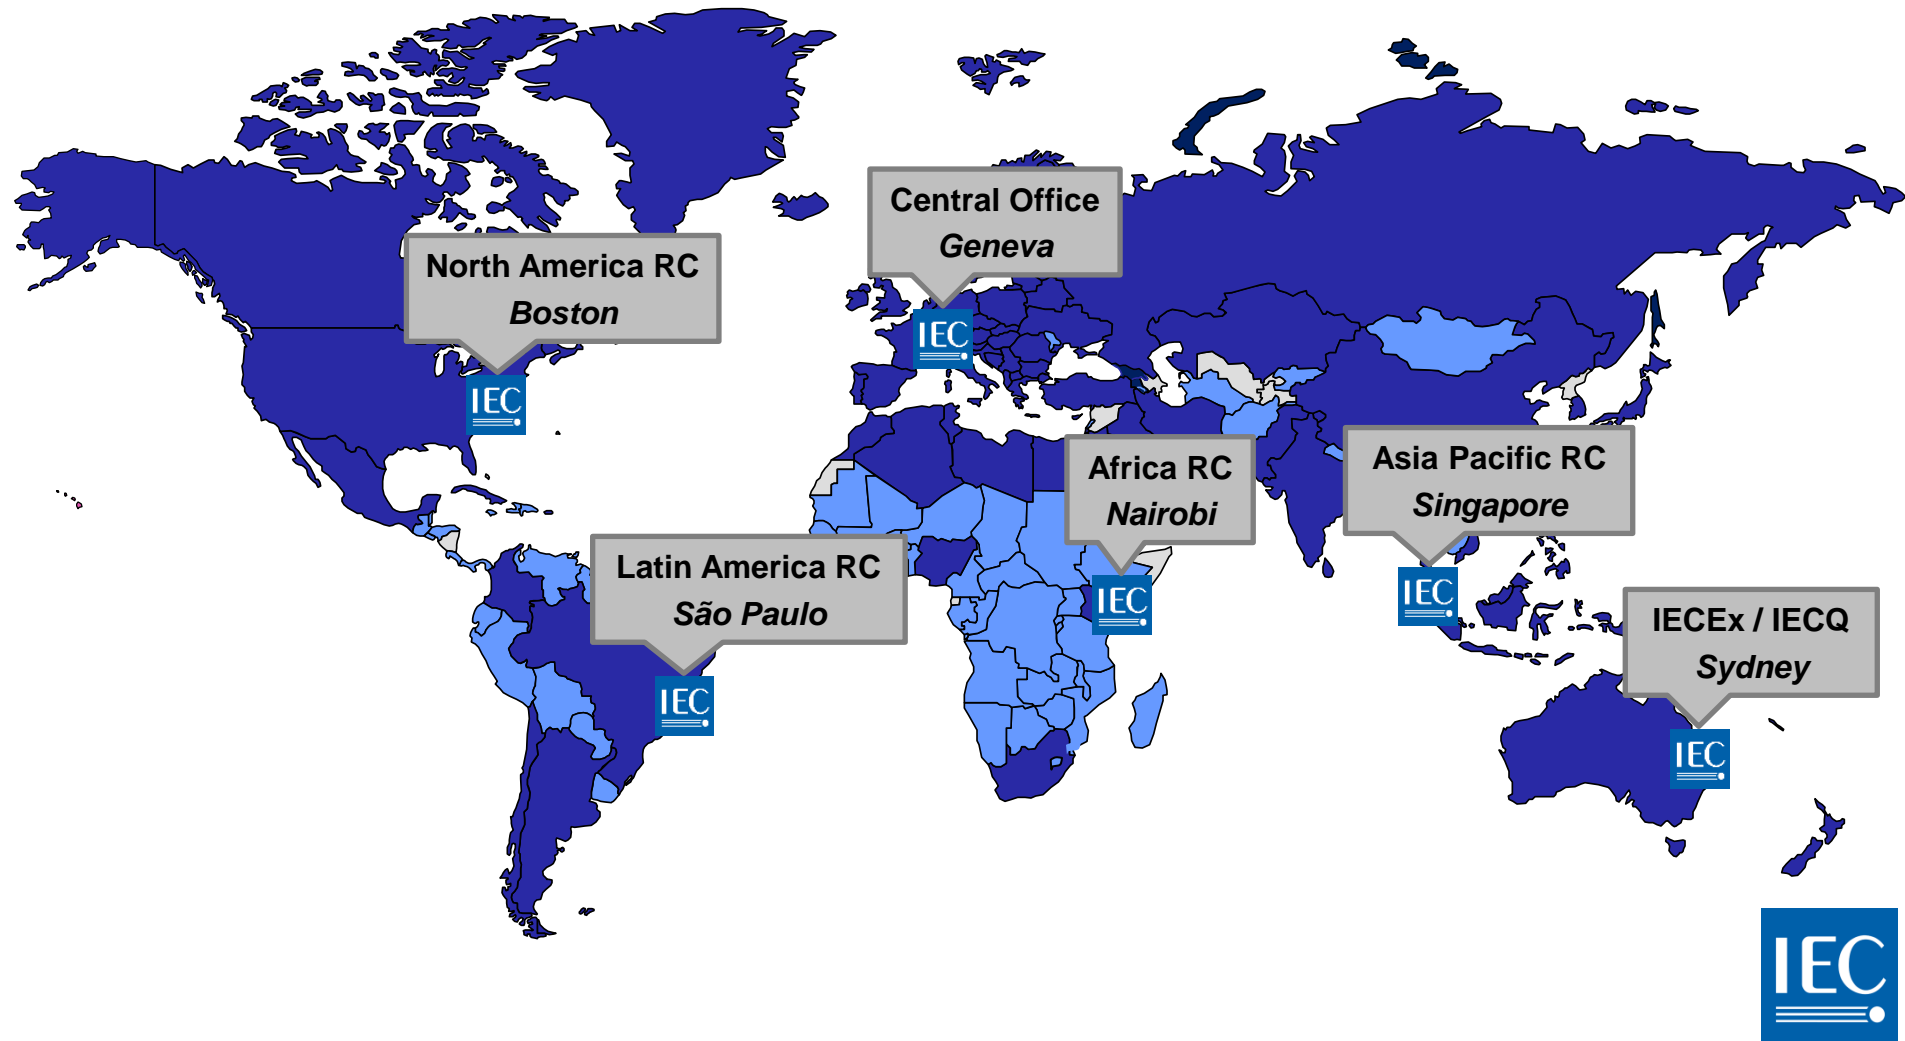 Central Office
Geneva
IEC
North America RC
Boston
IEC
Africa RC
Nairobi
IEC
Asia Pacific RC
Singapore
IEC
Latin America RC
São Paulo
IEC
IECEx / IECQ
Sydney
IEC
IEC